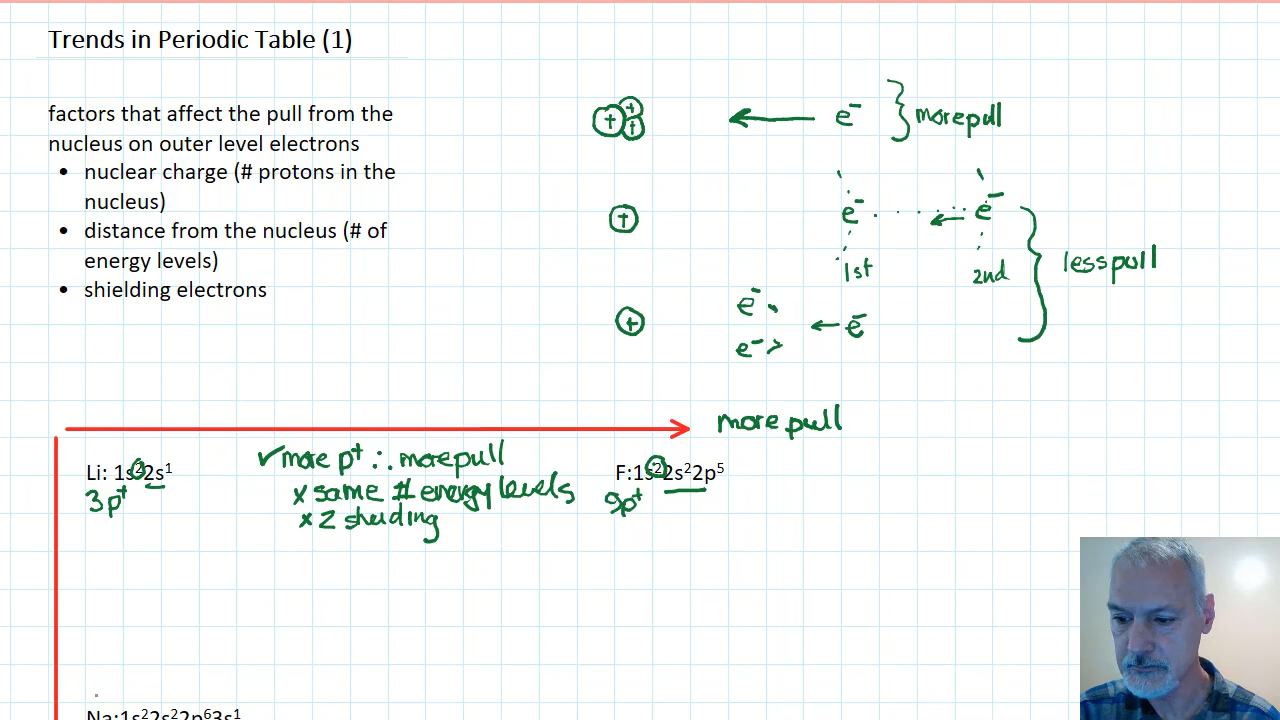 Trends in Periodic Table (1)
factors that affect the pull from the
nucleus on outer level electrons
• nuclear charge (# protons in the
nucleus)
• distance from the nucleus (# of
energy levels)
• shielding electrons
+ + + e⁻ more pull
+ e⁻ e⁻
1st 2nd
less pull
e⁻
+ e⁻
e⁻
more pull
Li: 1s²2s¹
3p⁺
✓more p⁺ ∴ more pull
x same # energy levels
x 2 sheilding
F:1s²2s²2p⁵
9p⁺
Na:1s²2s²2p⁶3s¹